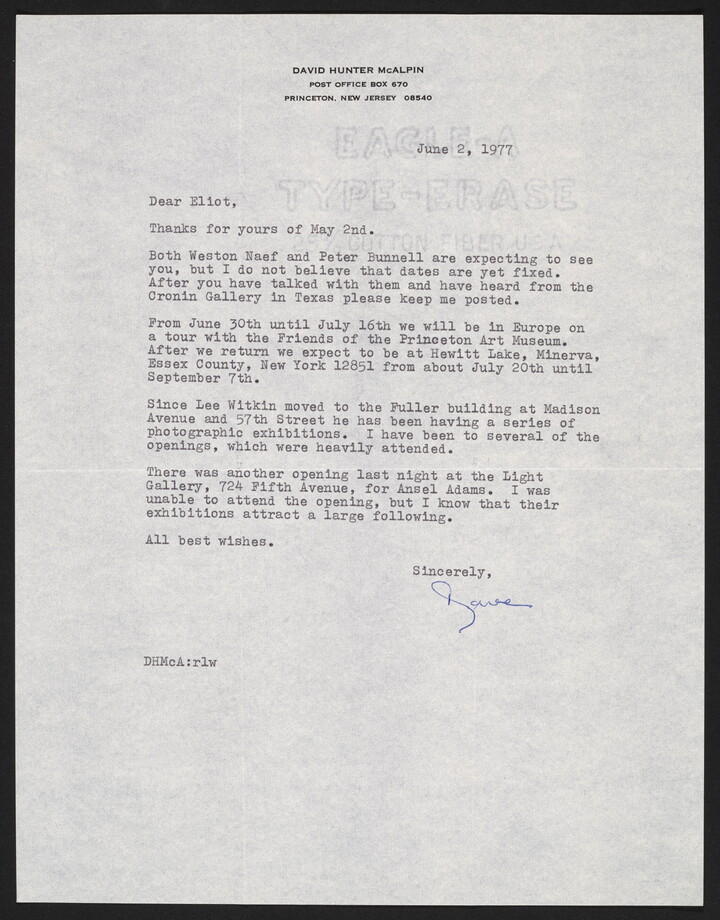 DAVID HUNTER McALPIN
POST OFFICE BOX 670
PRINCETON, NEW JERSEY 08540
EAGLE-A
June 2, 1977
TYPE-ERASE
Dear Eliot,
Thanks for yours of May 2nd.
25% COTTON FIBER U.S.A.
Both Weston Naef and Peter Bunnell are expecting to see
you, but I do not believe that dates are yet fixed.
After you have talked with them and have heard from the
Cronin Gallery in Texas please keep me posted.
From June 30th until July 16th we will be in Europe on
a tour with the Friends of the Princeton Art Museum.
After we return we expect to be at Hewitt Lake, Minerva,
Essex County, New York 12851 from about July 20th until
September 7th.
Since Lee Witkin moved to the Fuller building at Madison
Avenue and 57th Street he has been having a series of
photographic exhibitions.  I have been to several of the
openings, which were heavily attended.
There was another opening last night at the Light
Gallery, 724 Fifth Avenue, for Ansel Adams.  I was
unable to attend the opening, but I know that their
exhibitions attract a large following.
All best wishes.
Sincerely,
Dave
DHMcA:rlw